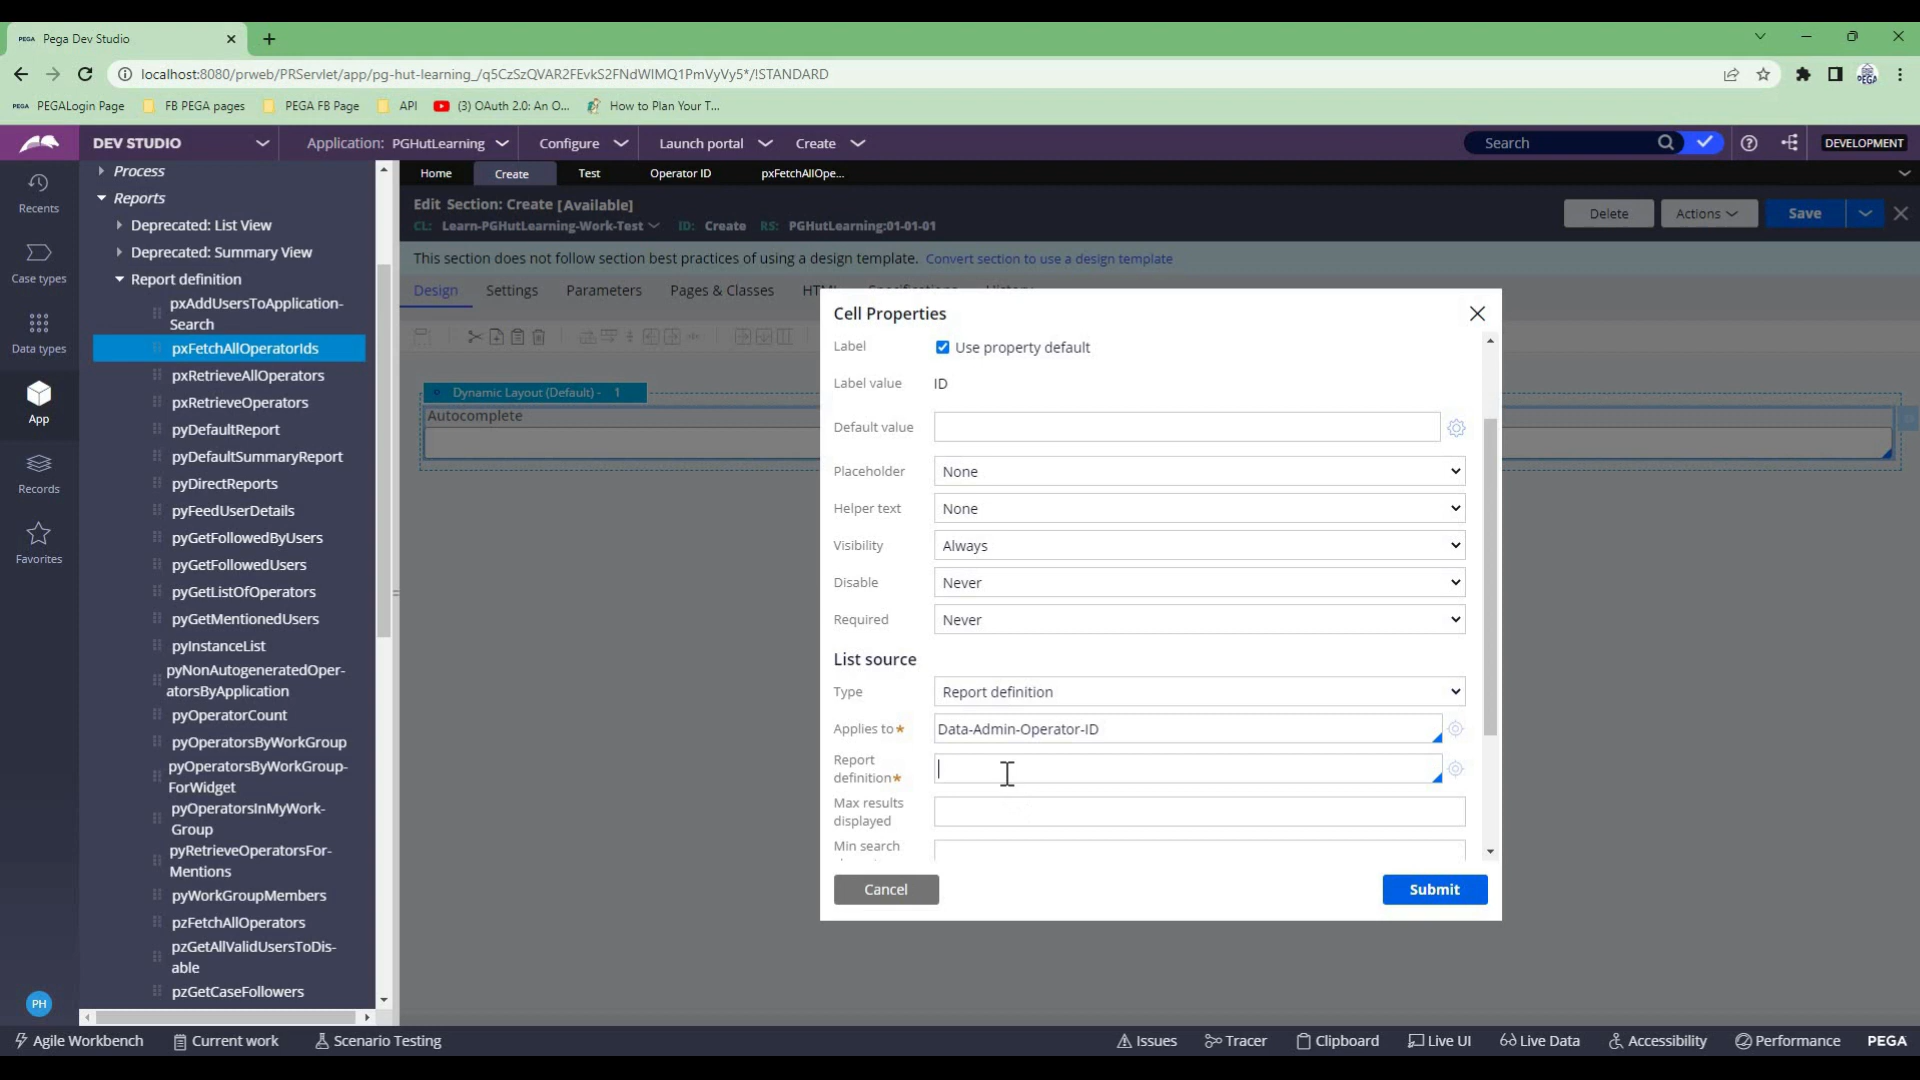 PEGA Pega Dev Studio
localhost:8080/prweb/PRServlet/app/pg-hut-learning_/q5CzSzQVAR2FEvkS2FNdWIMQ1PmVyVy5*/!STANDARD
PEGA PEGALogin Page FB PEGA pages PEGA FB Page API (3) OAuth 2.0: An O... How to Plan Your T...
DEV STUDIO Application: PGHutLearning Configure Launch portal Create Search DEVELOPMENT
Home Create Test Operator ID pxFetchAllOpe...
Edit Section: Create [Available]
CL: Learn-PGHutLearning-Work-Test ID: Create RS: PGHutLearning:01-01-01
Delete Actions Save
This section does not follow section best practices of using a design template. Convert section to use a design template
Design Settings Parameters Pages & Classes
Dynamic Layout (Default) - 1
Autocomplete
Recents
Case types
Data types
App
Records
Favorites
PH
Process
Reports
Deprecated: List View
Deprecated: Summary View
Report definition
pxAddUsersToApplication-
Search
pxFetchAllOperatorIds
pxRetrieveAllOperators
pxRetrieveOperators
pyDefaultReport
pyDefaultSummaryReport
pyDirectReports
pyFeedUserDetails
pyGetFollowedByUsers
pyGetFollowedUsers
pyGetListOfOperators
pyGetMentionedUsers
pyInstanceList
pyNonAutogeneratedOper-
atorsByApplication
pyOperatorCount
pyOperatorsByWorkGroup
pyOperatorsByWorkGroup-
ForWidget
pyOperatorsInMyWork-
Group
pyRetrieveOperatorsFor-
Mentions
pyWorkGroupMembers
pzFetchAllOperators
pzGetAllValidUsersToDis-
able
pzGetCaseFollowers
Cell Properties
Label Use property default
Label value ID
Default value
Placeholder None
Helper text None
Visibility Always
Disable Never
Required Never
List source
Type Report definition
Applies to* Data-Admin-Operator-ID
Report
definition*
Max results
displayed
Min search
Cancel Submit
Agile Workbench Current work Scenario Testing Issues Tracer Clipboard Live UI Live Data Accessibility Performance PEGA